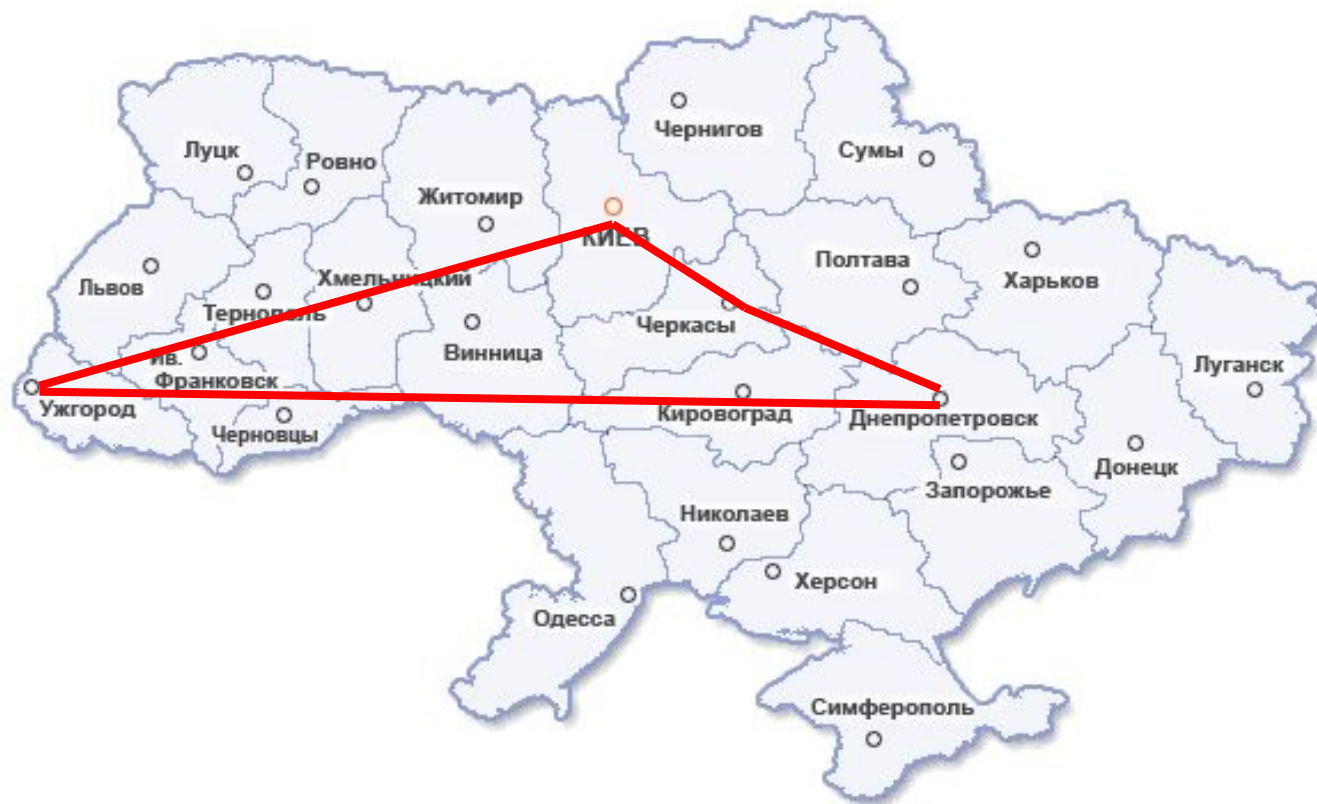 Чернигов
Сумы
Луцк
Ровно
Житомир
КИЕВ
Полтава
Харьков
Львов
Хмельницкий
Тернополь
Черкасы
Винница
Ив.
Франковск
Луганск
Ужгород
Черновцы
Кировоград
Днепропетровск
Донецк
Запорожье
Николаев
Херсон
Одесса
Симферополь